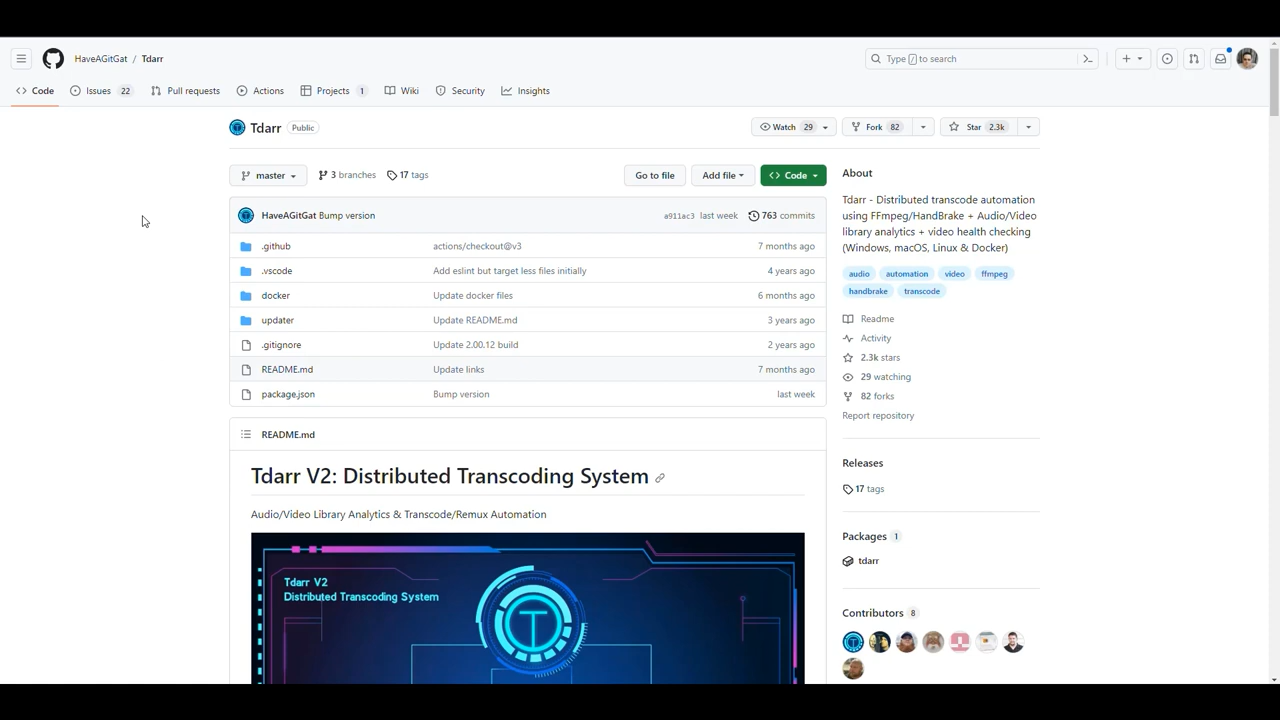 HaveAGitGat / Tdarr
Type / to search
Code
Issues 22
Pull requests
Actions
Projects 1
Wiki
Security
Insights
Tdarr Public
Watch 29
Fork 82
Star 2.3k
master
3 branches
17 tags
Go to file
Add file
<> Code
HaveAGitGat Bump version
a911ac3 last week
763 commits
.github actions/checkout@v3 7 months ago
.vscode Add eslint but target less files initially 4 years ago
docker Update docker files 6 months ago
updater Update README.md 3 years ago
.gitignore Update 2.00.12 build 2 years ago
README.md Update links 7 months ago
package.json Bump version last week
README.md
Tdarr V2: Distributed Transcoding System
Audio/Video Library Analytics & Transcode/Remux Automation
Tdarr V2
Distributed Transcoding System
T
About
Tdarr - Distributed transcode automation
using FFmpeg/HandBrake + Audio/Video
library analytics + video health checking
(Windows, macOS, Linux & Docker)
audio automation video ffmpeg
handbrake transcode
Readme
Activity
2.3k stars
29 watching
82 forks
Report repository
Releases
17 tags
Packages 1
tdarr
Contributors 8